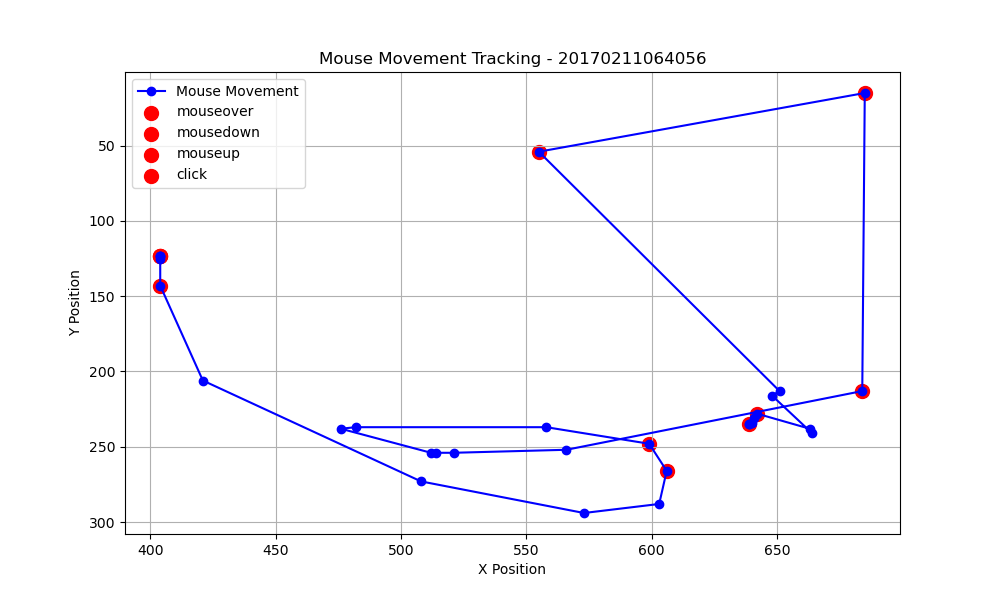 Mouse Movement Tracking - 20170211064056
Mouse Movement
mouseover
mousedown
mouseup
click
50
100
150
200
250
300
Y Position
400
450
500
550
600
650
X Position